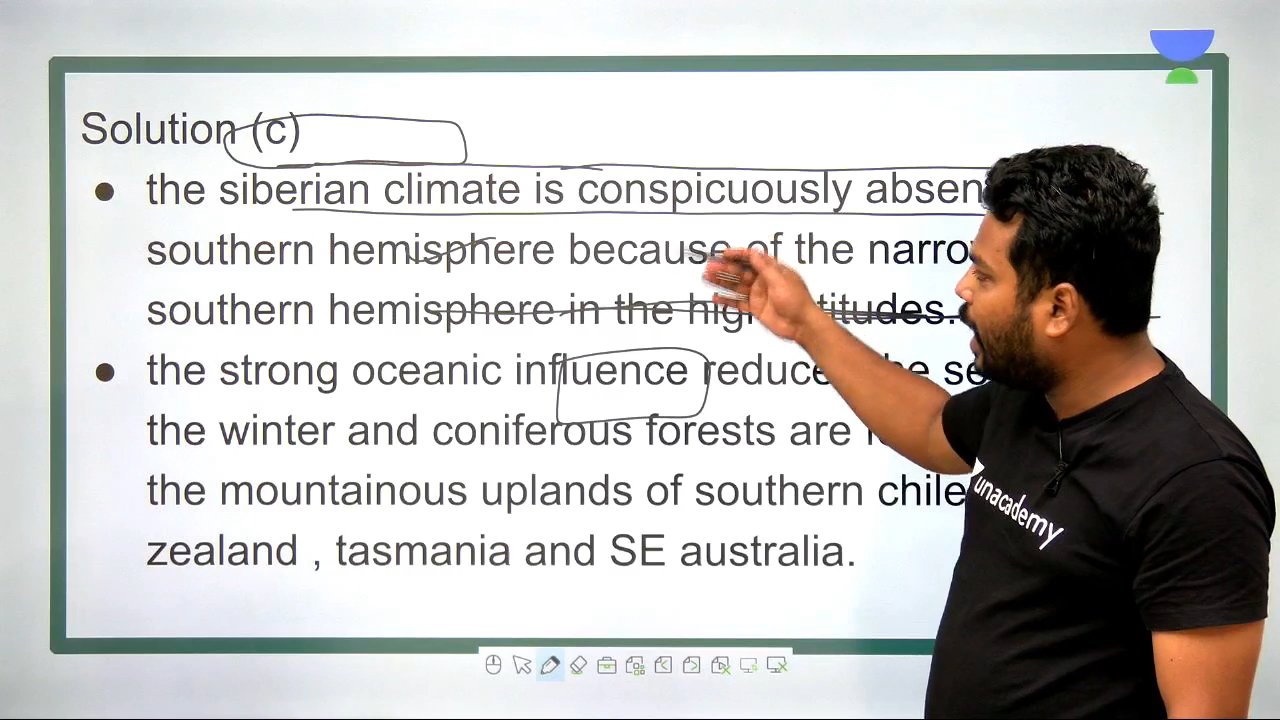 Solution (c)
● the siberian climate is conspicuously absen
southern hemisphere because of the narro
southern hemisphere in the hig titudes.
● the strong oceanic influence reduce he se
the winter and coniferous forests are
the mountainous uplands of southern chile
zealand , tasmania and SE australia.
unacademy